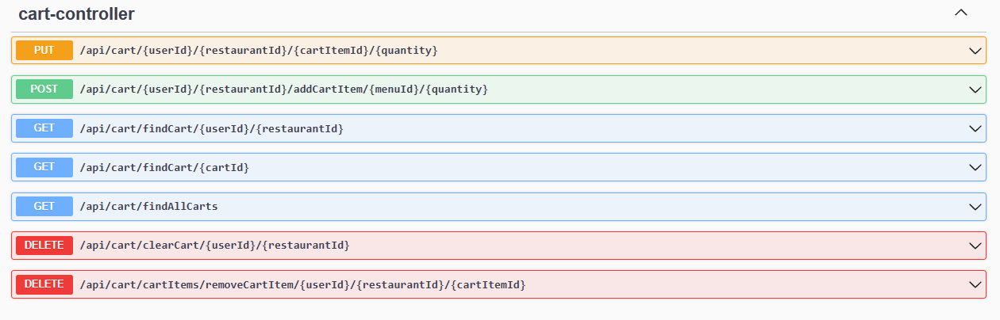 cart-controller
PUT /api/cart/{userId}/{restaurantId}/{cartItemId}/{quantity}
POST /api/cart/{userId}/{restaurantId}/addCartItem/{menuId}/{quantity}
GET /api/cart/findCart/{userId}/{restaurantId}
GET /api/cart/findCart/{cartId}
GET /api/cart/findAllCarts
DELETE /api/cart/clearCart/{userId}/{restaurantId}
DELETE /api/cart/cartItems/removeCartItem/{userId}/{restaurantId}/{cartItemId}